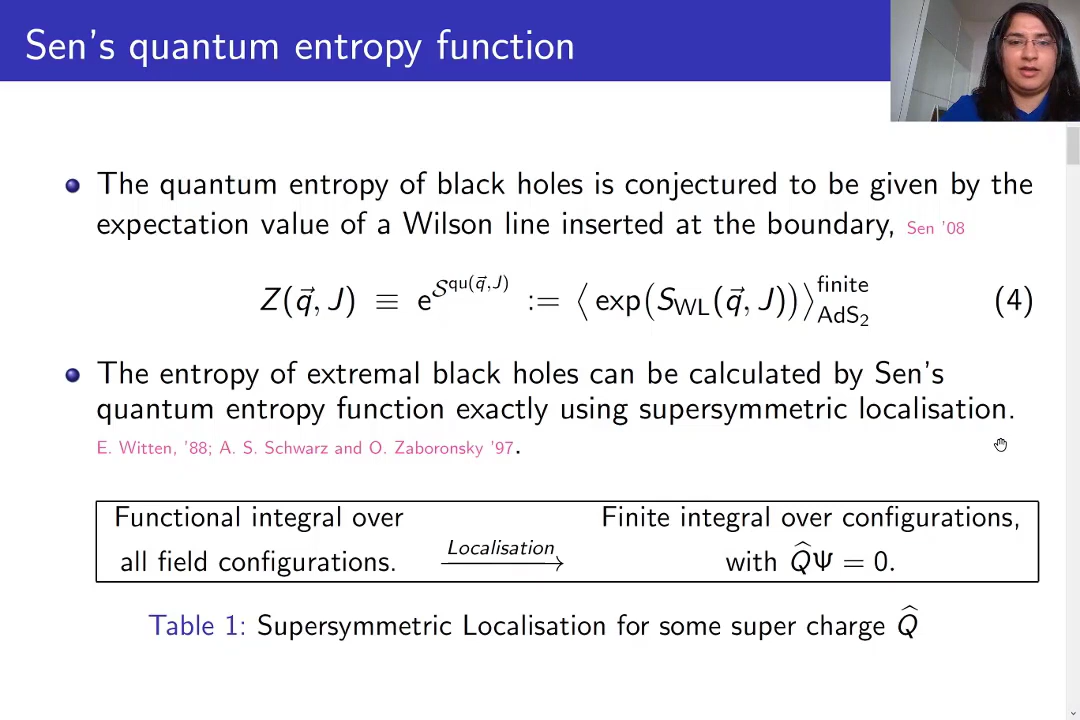 Sen's quantum entropy function
The quantum entropy of black holes is conjectured to be given by the
expectation value of a Wilson line inserted at the boundary, Sen '08
Z(q⃗, J) ≡ e^{𝒮^{qu}(q⃗,J)} := ⟨ exp(S_{WL}(q⃗, J)) ⟩^{finite}_{AdS₂} (4)
The entropy of extremal black holes can be calculated by Sen's
quantum entropy function exactly using supersymmetric localisation.
E. Witten, '88; A. S. Schwarz and O. Zaboronsky '97.
Functional integral over
all field configurations.
Localisation
Finite integral over configurations,
with Q̂Ψ = 0.
Table 1: Supersymmetric Localisation for some super charge Q̂